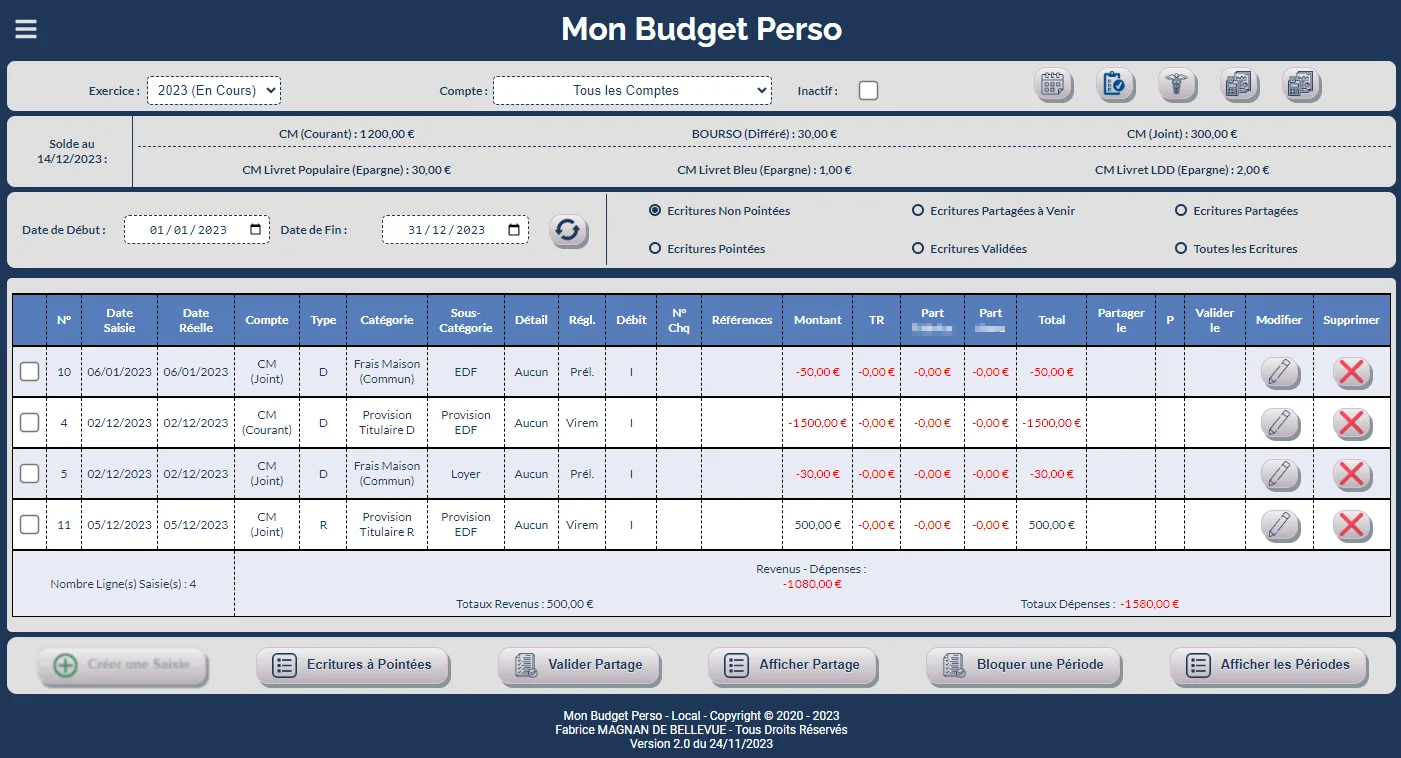 Mon Budget Perso
Exercice : 2023 (En Cours) Compte : Tous les Comptes Inactif :
Solde au
14/12/2023 :
CM (Courant) : 1200,00 € BOURSO (Différé) : 30,00 € CM (Joint) : 300,00 €
CM Livret Populaire (Epargne) : 30,00 € CM Livret Bleu (Epargne) : 1,00 € CM Livret LDD (Epargne) : 2,00 €
Date de Début : 01/01/2023 Date de Fin : 31/12/2023
Ecritures Non Pointées Ecritures Partagées à Venir Ecritures Partagées
Ecritures Pointées Ecritures Validées Toutes les Ecritures
N° Date Saisie Date Réelle Compte Type Catégorie Sous-Catégorie Détail Régl. Débit N° Chq Références Montant TR Part Part Total Partager le P Valider le Modifier Supprimer
10 06/01/2023 06/01/2023 CM (Joint) D Frais Maison (Commun) EDF Aucun Prél. I -50,00 € -0,00 € -0,00 € -0,00 € -50,00 €
4 02/12/2023 02/12/2023 CM (Courant) D Provision Titulaire D Provision EDF Aucun Virem I -1500,00 € -0,00 € -0,00 € -0,00 € -1500,00 €
5 02/12/2023 02/12/2023 CM (Joint) D Frais Maison (Commun) Loyer Aucun Prél. I -30,00 € -0,00 € -0,00 € -0,00 € -30,00 €
11 05/12/2023 05/12/2023 CM (Joint) R Provision Titulaire R Provision EDF Aucun Virem I 500,00 € -0,00 € -0,00 € -0,00 € 500,00 €
Nombre Ligne(s) Saisie(s) : 4
Revenus - Dépenses :
-1080,00 €
Totaux Revenus : 500,00 € Totaux Dépenses : -1580,00 €
Créer une Saisie Ecritures à Pointées Valider Partage Afficher Partage Bloquer une Période Afficher les Périodes
Mon Budget Perso - Local - Copyright © 2020 - 2023
Fabrice MAGNAN DE BELLEVUE - Tous Droits Réservés
Version 2.0 du 24/11/2023